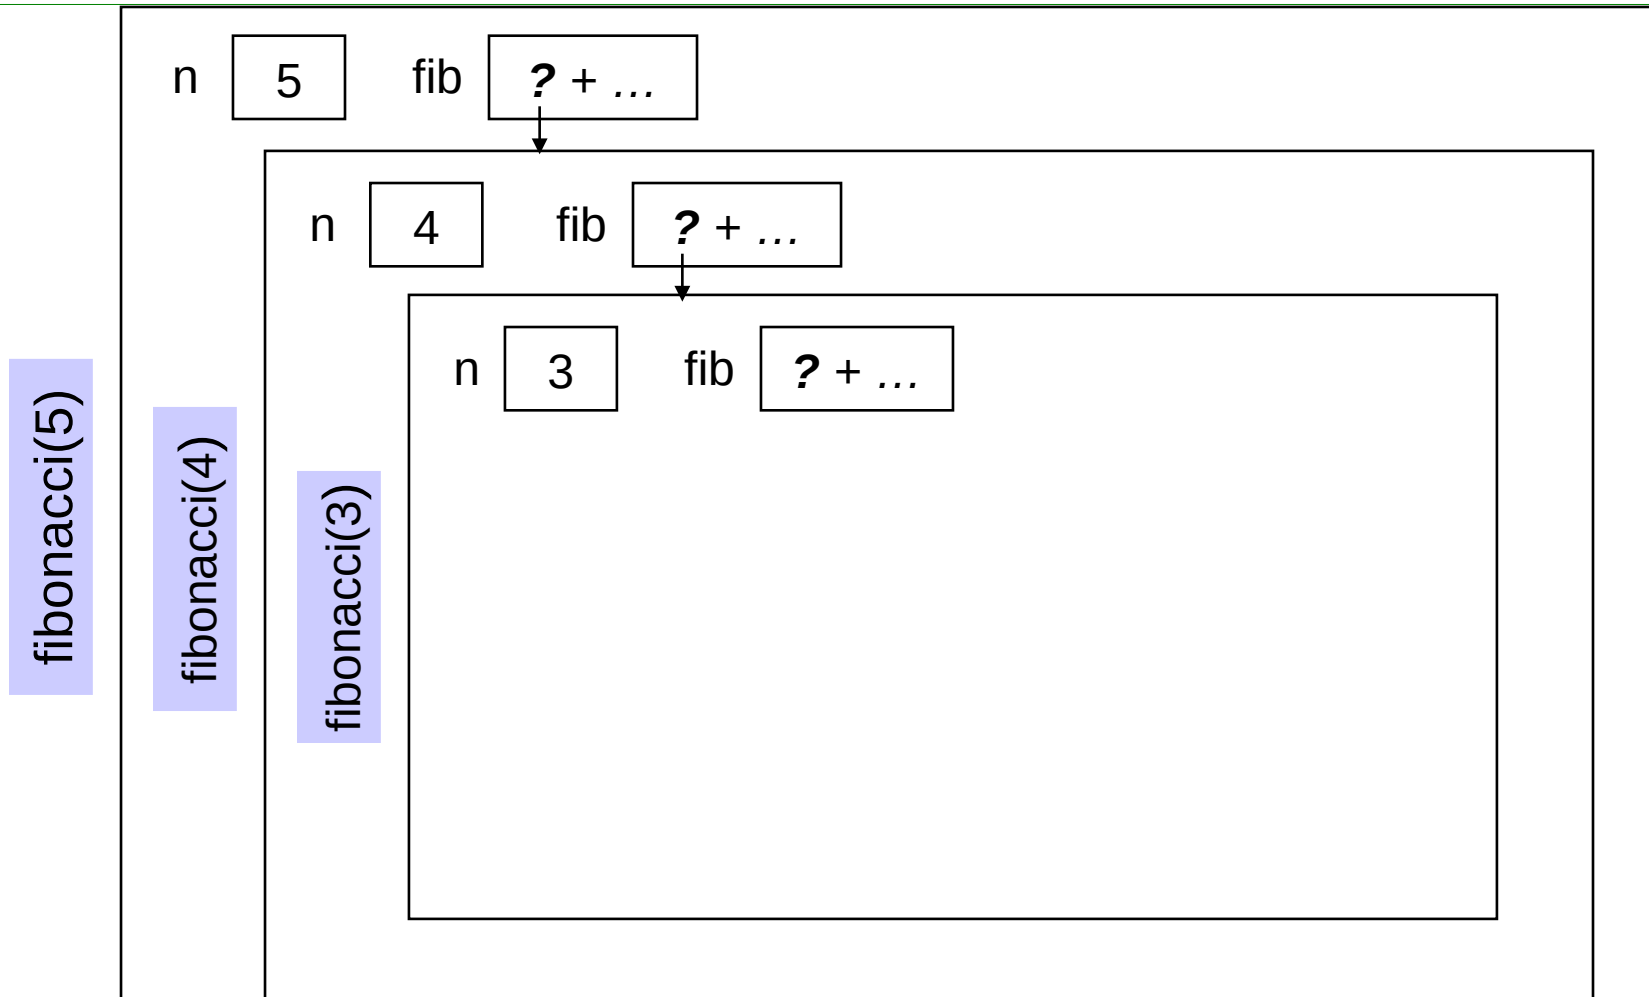 n 5 fib ? + ...
n 4 fib ? + ...
n 3 fib ? + ...
fibonacci(5)
fibonacci(4)
fibonacci(3)